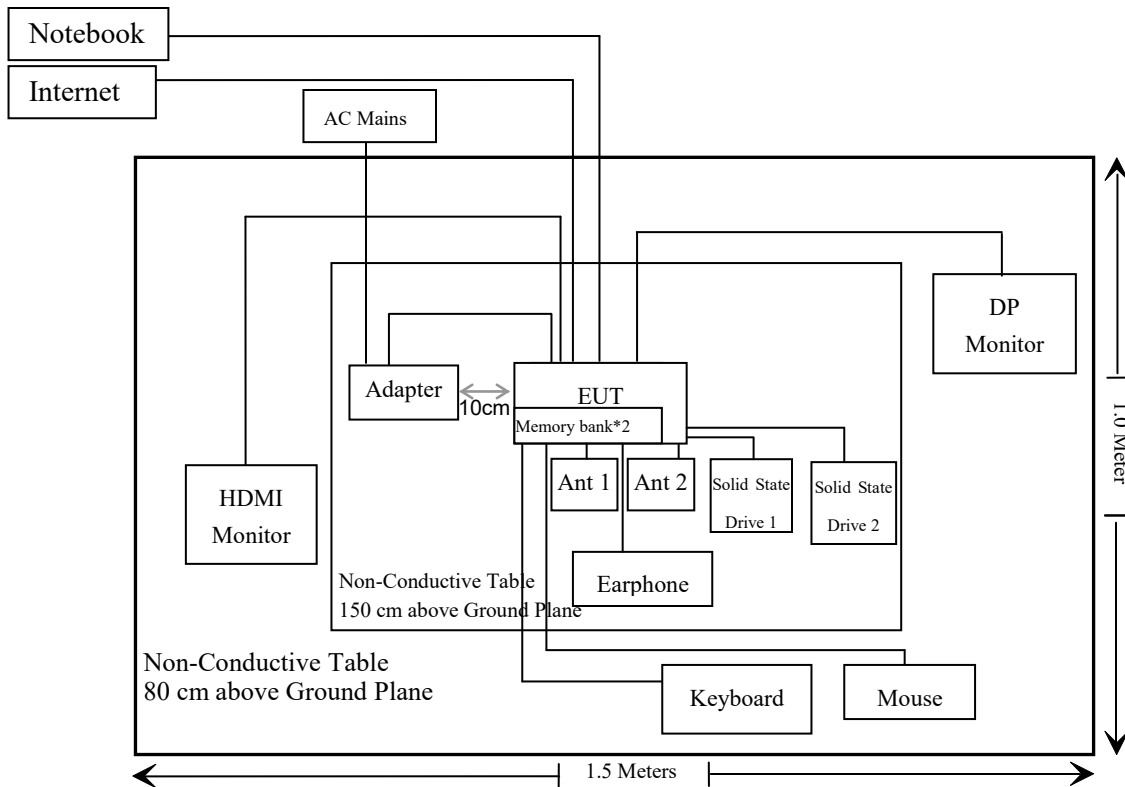 Notebook
Internet
AC Mains
DP
Monitor
Adapter
10cm
EUT
Memory bank*2
HDMI
Monitor
Ant 1
Ant 2
Solid State
Drive 1
Solid State
Drive 2
Earphone
Non-Conductive Table
150 cm above Ground Plane
Non-Conductive Table
80 cm above Ground Plane
Keyboard
Mouse
1.0 Meter
1.5 Meters